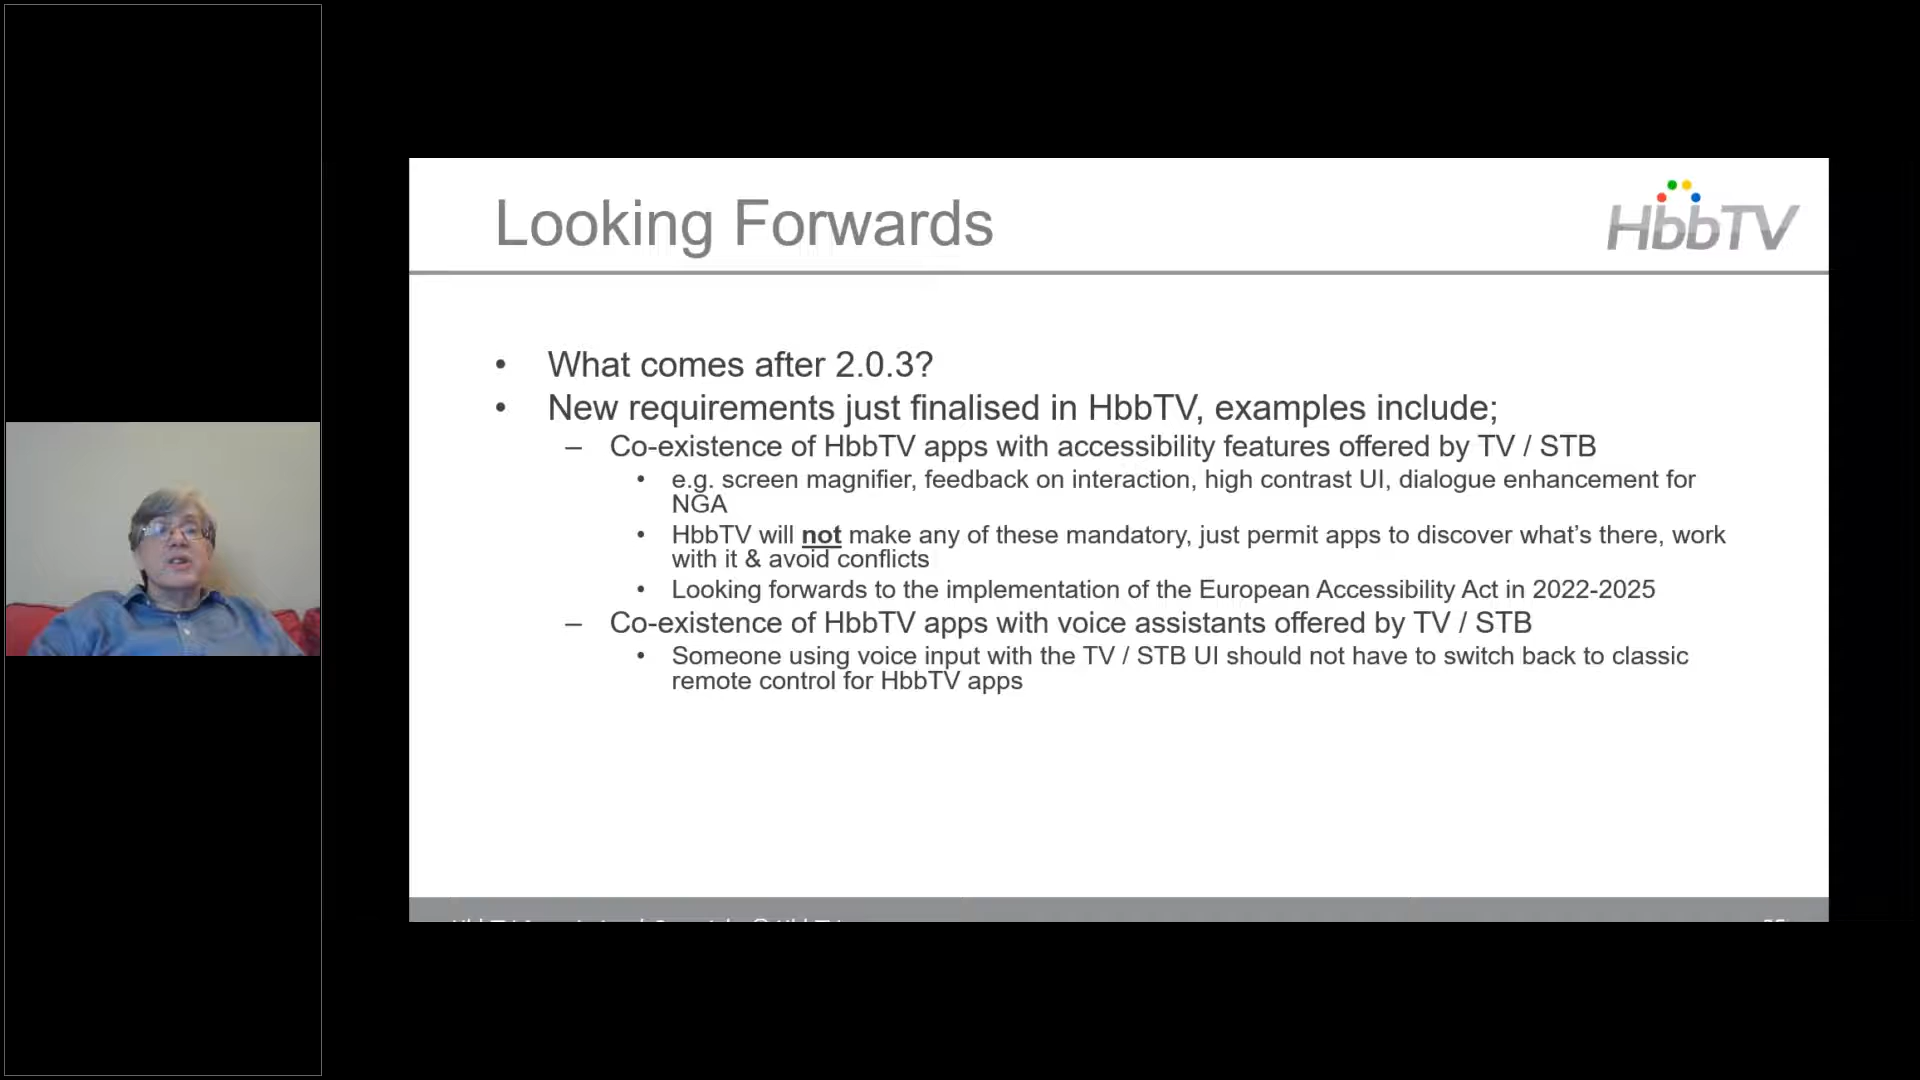 Looking Forwards
HbbTV
• What comes after 2.0.3?
• New requirements just finalised in HbbTV, examples include;
– Co-existence of HbbTV apps with accessibility features offered by TV / STB
• e.g. screen magnifier, feedback on interaction, high contrast UI, dialogue enhancement for
NGA
• HbbTV will not make any of these mandatory, just permit apps to discover what’s there, work
with it & avoid conflicts
• Looking forwards to the implementation of the European Accessibility Act in 2022-2025
– Co-existence of HbbTV apps with voice assistants offered by TV / STB
• Someone using voice input with the TV / STB UI should not have to switch back to classic
remote control for HbbTV apps